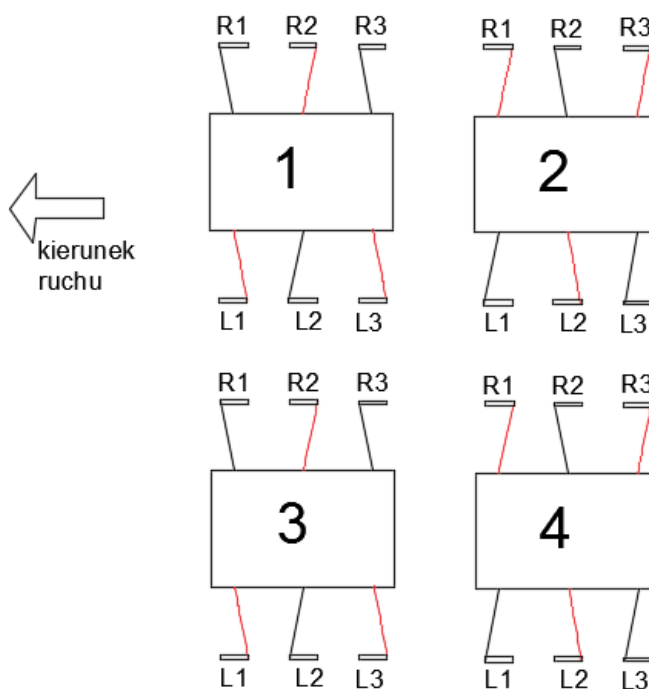 R1 R2 R3 R1 R2 R3
1 2
kierunek
ruchu
L1 L2 L3 L1 L2 L3
R1 R2 R3 R1 R2 R3
3 4
L1 L2 L3 L1 L2 L3